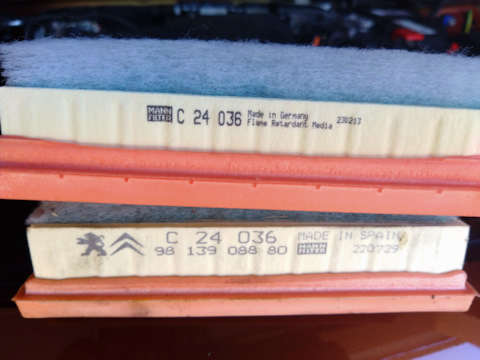 MANN FILTER C 24 036 Made in Germany 230213
Flame Retardant Media
C 24 036 MADE IN SPAIN
98 139 088 80 MANN FILTER 220729